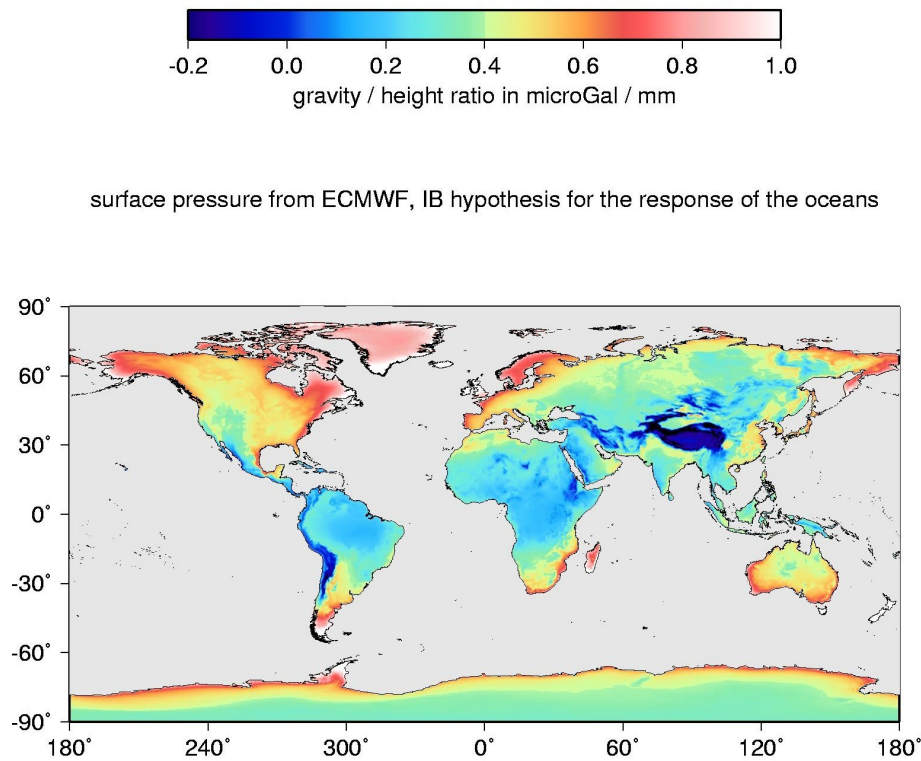 -0.2 0.0 0.2 0.4 0.6 0.8 1.0
gravity / height ratio in microGal / mm
surface pressure from ECMWF, IB hypothesis for the response of the oceans
90˚
60˚
30˚
0˚
-30˚
-60˚
-90˚
180˚ 240˚ 300˚ 0˚ 60˚ 120˚ 180˚